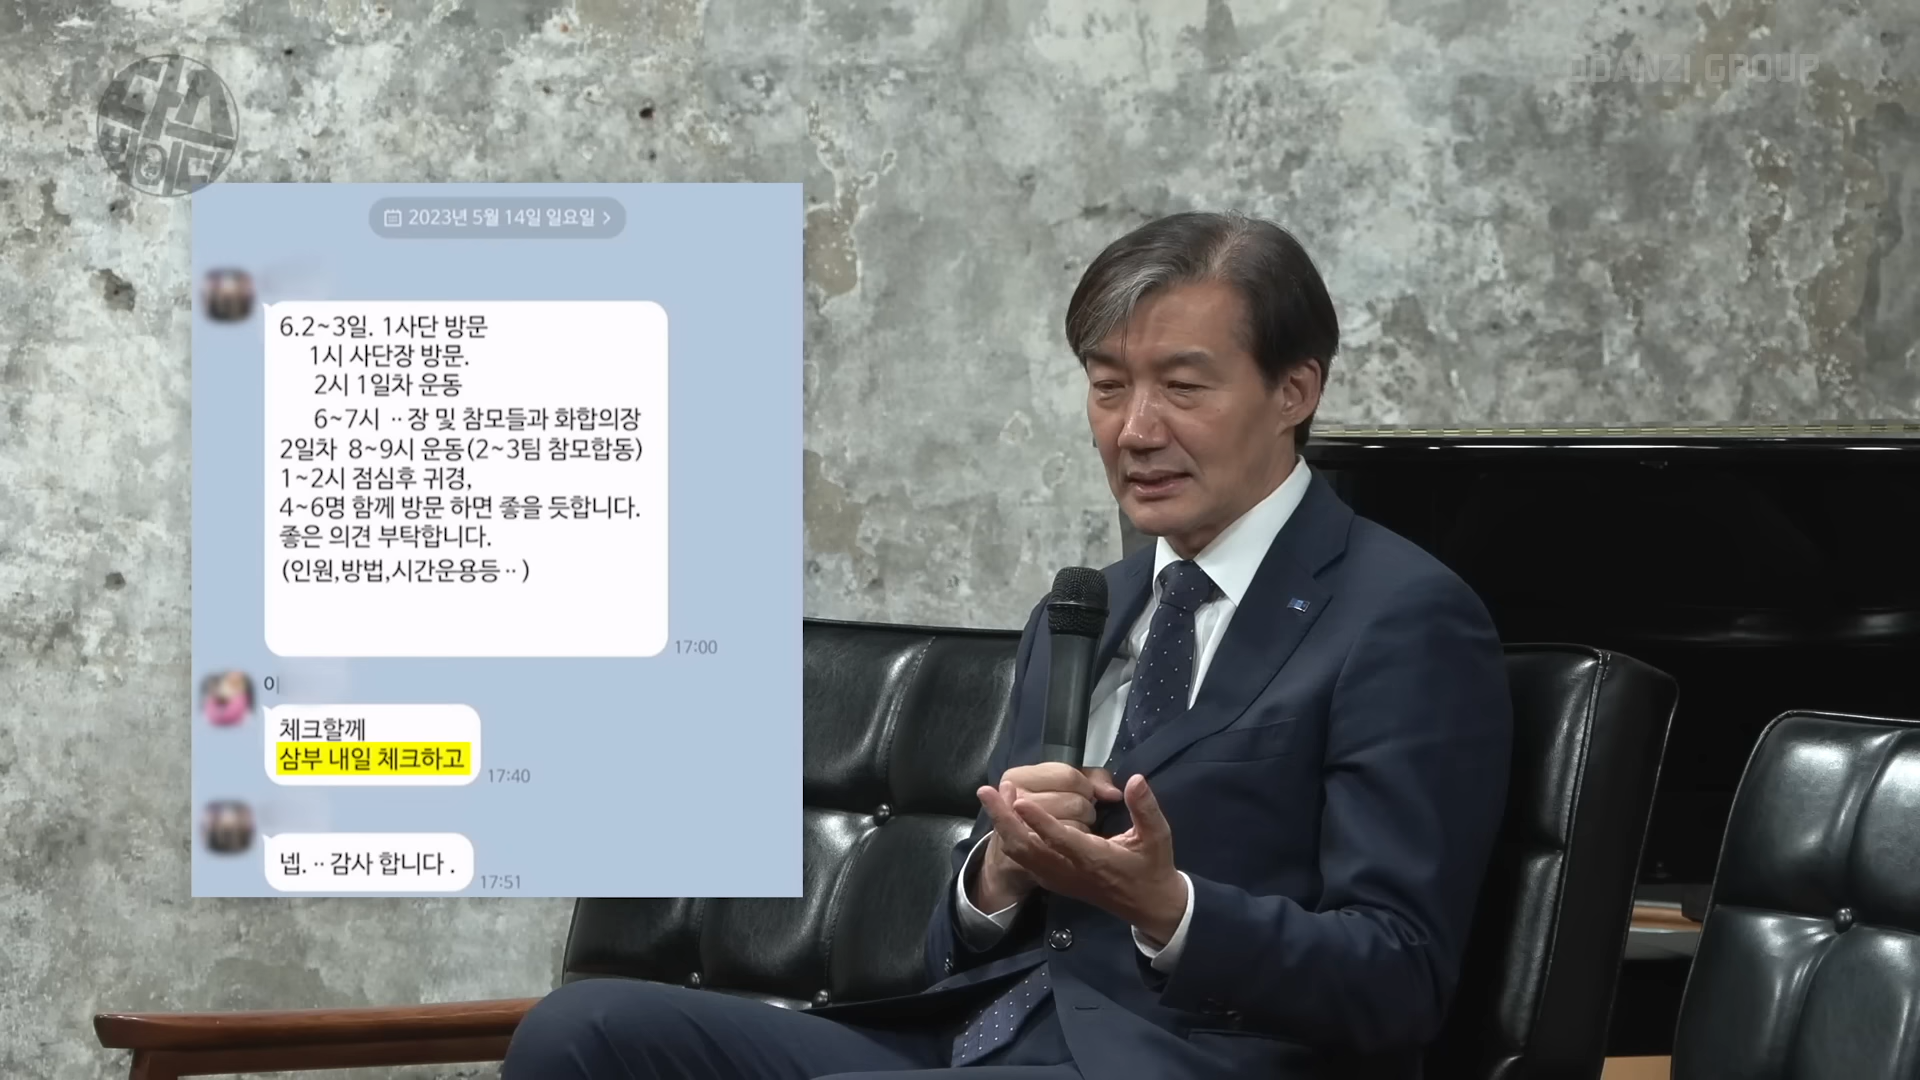 다스
뵈이다
DDANZI GROUP
2023년 5월 14일 일요일 >
6.2~3일. 1사단 방문
1시 사단장 방문.
2시 1일차 운동
6~7시 ··장 및 참모들과 화합의장
2일차 8~9시 운동(2~3팀 참모합동)
1~2시 점심후 귀경,
4~6명 함께 방문 하면 좋을 듯합니다.
좋은 의견 부탁합니다.
(인원,방법,시간운용등··)
17:00
이
체크할께
삼부 내일 체크하고
17:40
넵.··감사 합니다.
17:51